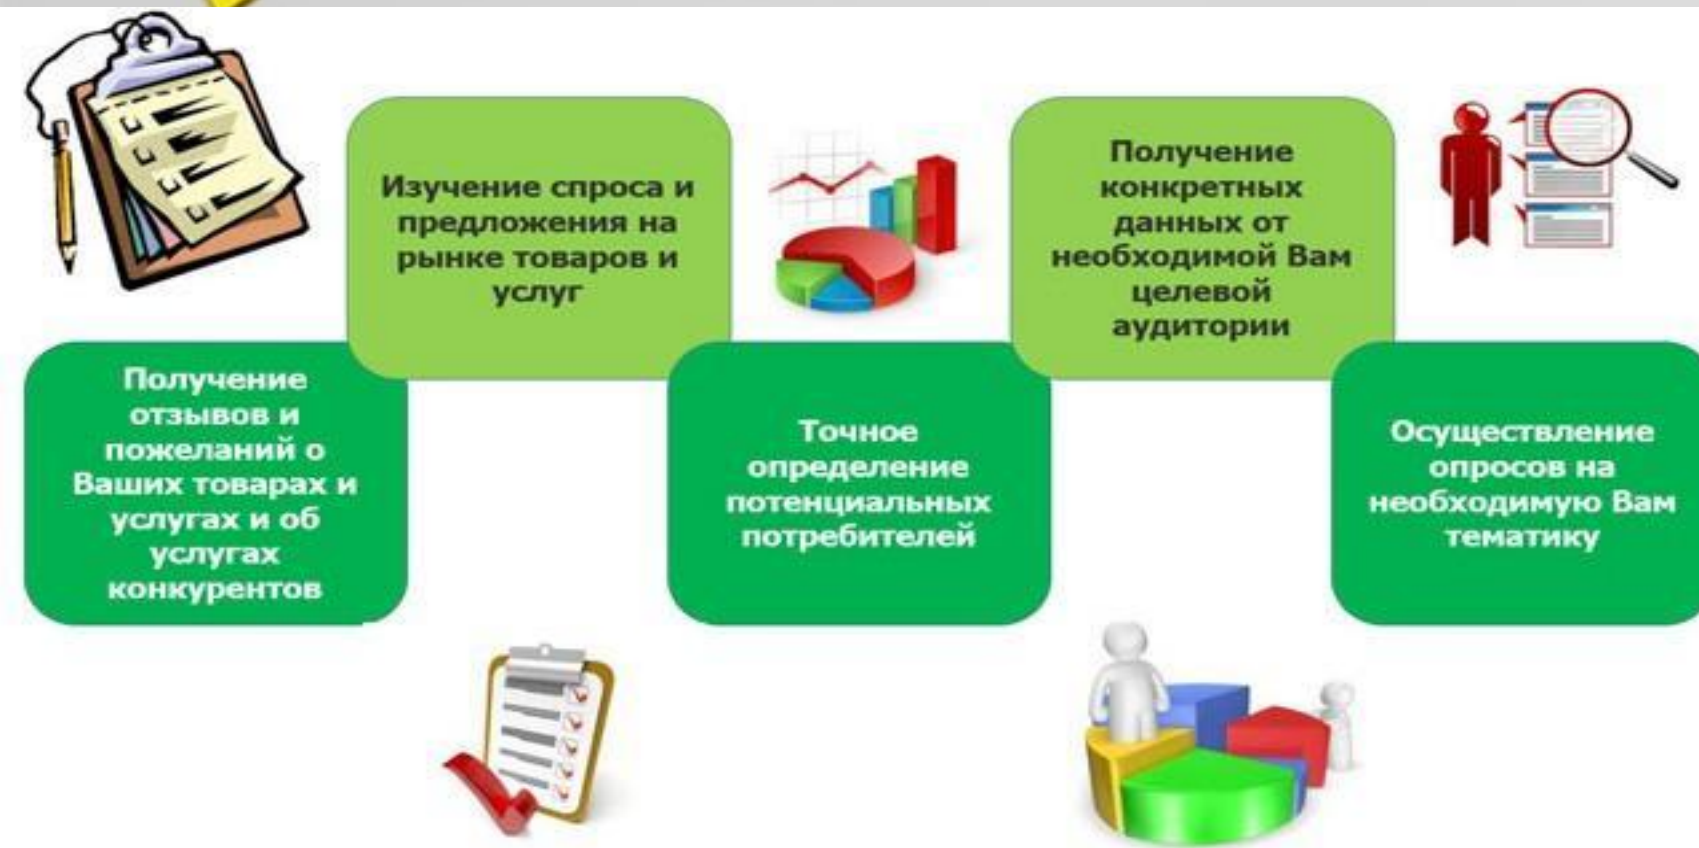 Получение
отзывов и
пожеланий о
Ваших товарах и
услугах и об
услугах
конкурентов
Изучение спроса и
предложения на
рынке товаров и
услуг
Точное
определение
потенциальных
потребителей
Получение
конкретных
данных от
необходимой Вам
целевой
аудитории
Осуществление
опросов на
необходимую Вам
тематику